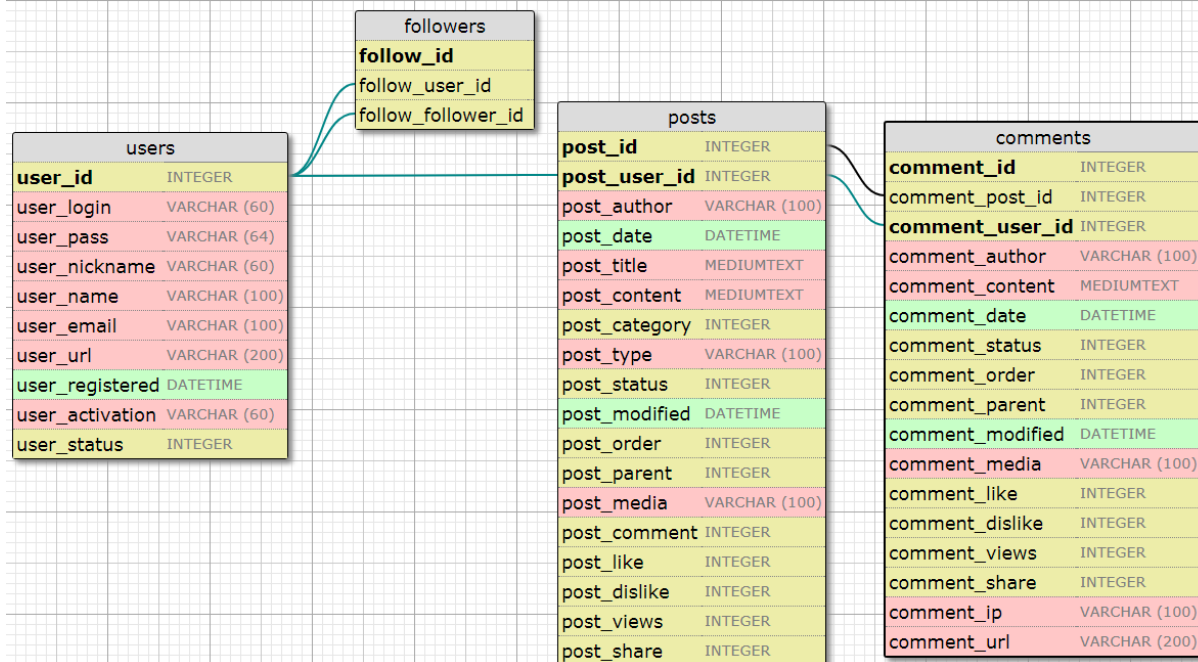 followers
follow_id
follow_user_id
follow_follower_id
users
user_id INTEGER
user_login VARCHAR (60)
user_pass VARCHAR (64)
user_nickname VARCHAR (60)
user_name VARCHAR (100)
user_email VARCHAR (100)
user_url VARCHAR (200)
user_registered DATETIME
user_activation VARCHAR (60)
user_status INTEGER
posts
post_id INTEGER
post_user_id INTEGER
post_author VARCHAR (100)
post_date DATETIME
post_title MEDIUMTEXT
post_content MEDIUMTEXT
post_category INTEGER
post_type VARCHAR (100)
post_status INTEGER
post_modified DATETIME
post_order INTEGER
post_parent INTEGER
post_media VARCHAR (100)
post_comment INTEGER
post_like INTEGER
post_dislike INTEGER
post_views INTEGER
post_share INTEGER
comments
comment_id INTEGER
comment_post_id INTEGER
comment_user_id INTEGER
comment_author VARCHAR (100)
comment_content MEDIUMTEXT
comment_date DATETIME
comment_status INTEGER
comment_order INTEGER
comment_parent INTEGER
comment_modified DATETIME
comment_media VARCHAR (100)
comment_like INTEGER
comment_dislike INTEGER
comment_views INTEGER
comment_share INTEGER
comment_ip VARCHAR (100)
comment_url VARCHAR (200)